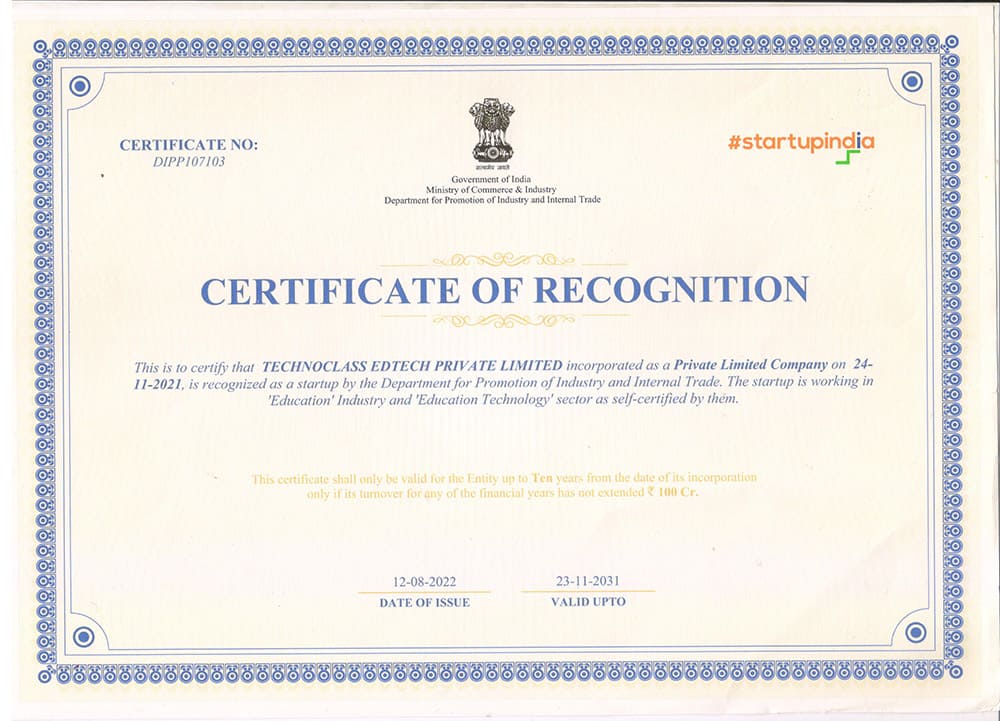 CERTIFICATE NO:
DIPP107103
#startupindia
सत्यमेव जयते
Government of India
Ministry of Commerce & Industry
Department for Promotion of Industry and Internal Trade
CERTIFICATE OF RECOGNITION
This is to certify that TECHNOCLASS EDTECH PRIVATE LIMITED incorporated as a Private Limited Company on 24-
11-2021, is recognized as a startup by the Department for Promotion of Industry and Internal Trade. The startup is working in
'Education' Industry and 'Education Technology' sector as self-certified by them.
This certificate shall only be valid for the Entity up to Ten years from the date of its incorporation
only if its turnover for any of the financial years has not extended ₹ 100 Cr.
12-08-2022
23-11-2031
DATE OF ISSUE
VALID UPTO